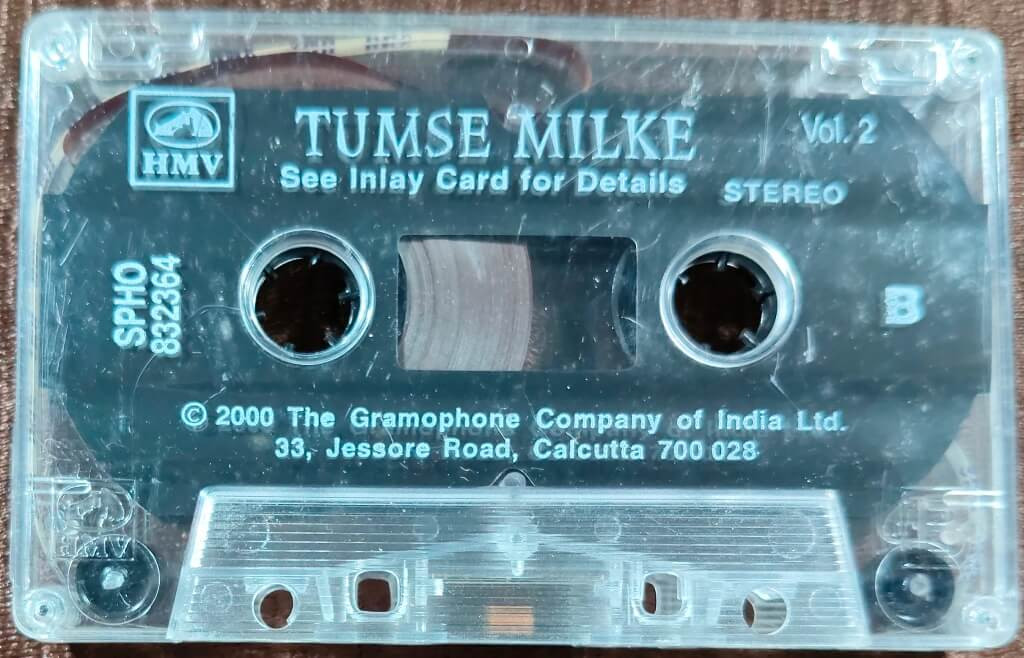 HMV
TUMSE MILKE
Vol. 2
See Inlay Card for Details
STEREO
SPHO
832364
B
© 2000 The Gramophone Company of India Ltd.
33, Jessore Road, Calcutta 700 028
HMV